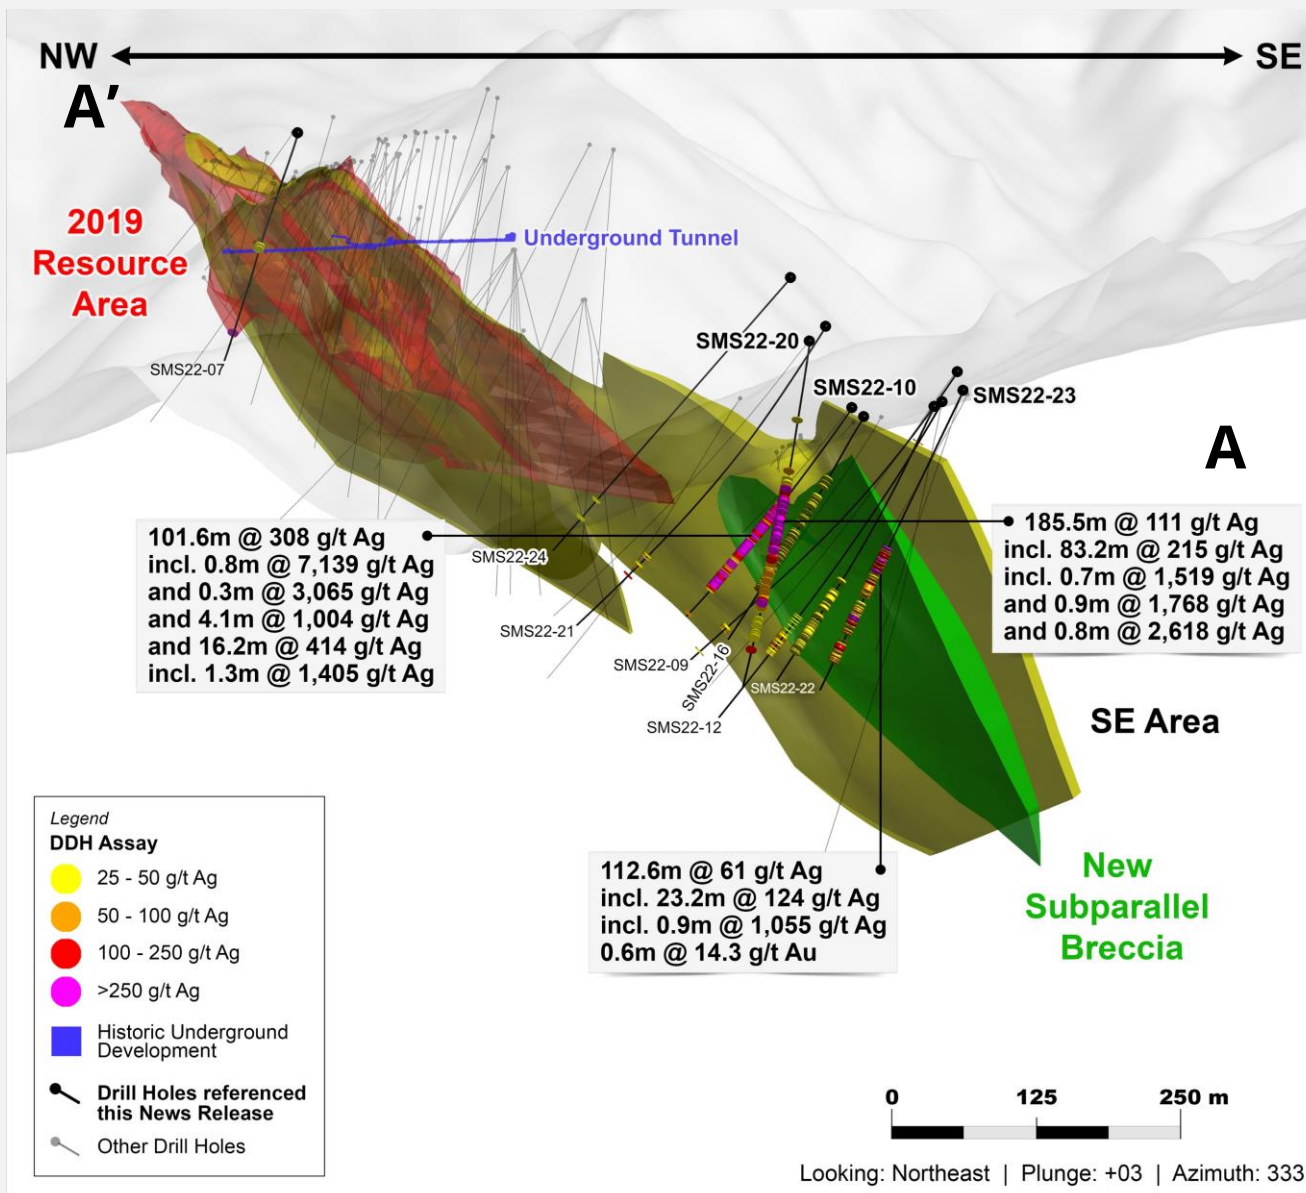 NW
SE
A′
2019
Resource
Area
Underground Tunnel
SMS22-07
SMS22-20
SMS22-10
SMS22-23
A
101.6m @ 308 g/t Ag
incl. 0.8m @ 7,139 g/t Ag
and 0.3m @ 3,065 g/t Ag
and 4.1m @ 1,004 g/t Ag
and 16.2m @ 414 g/t Ag
incl. 1.3m @ 1,405 g/t Ag
185.5m @ 111 g/t Ag
incl. 83.2m @ 215 g/t Ag
incl. 0.7m @ 1,519 g/t Ag
and 0.9m @ 1,768 g/t Ag
and 0.8m @ 2,618 g/t Ag
SMS22-24
SMS22-21
SMS22-09
SMS22-16
SMS22-22
SMS22-12
SE Area
112.6m @ 61 g/t Ag
incl. 23.2m @ 124 g/t Ag
incl. 0.9m @ 1,055 g/t Ag
0.6m @ 14.3 g/t Au
New
Subparallel
Breccia
Legend
DDH Assay
25 - 50 g/t Ag
50 - 100 g/t Ag
100 - 250 g/t Ag
>250 g/t Ag
Historic Underground
Development
Drill Holes referenced
this News Release
Other Drill Holes
0 125 250 m
Looking: Northeast | Plunge: +03 | Azimuth: 333